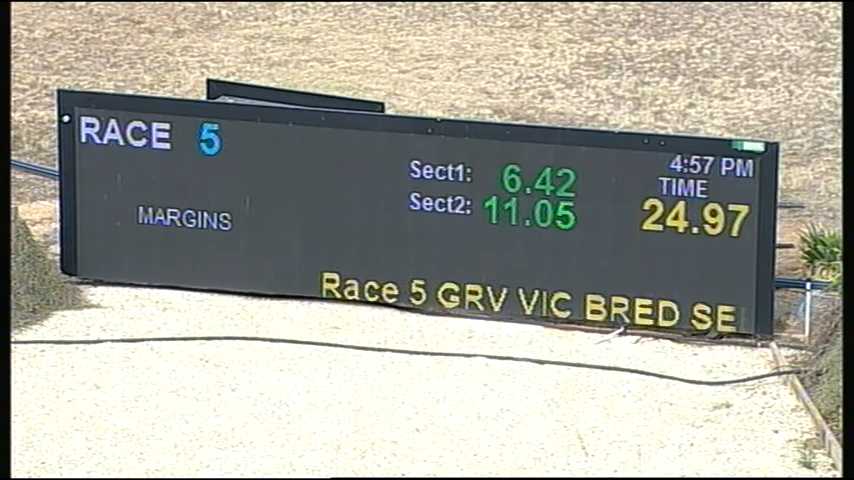 RACE 5
4:57 PM
Sect1: 6.42
TIME
Sect2: 11.05
24.97
MARGINS
Race 5 GRV VIC BRED SE